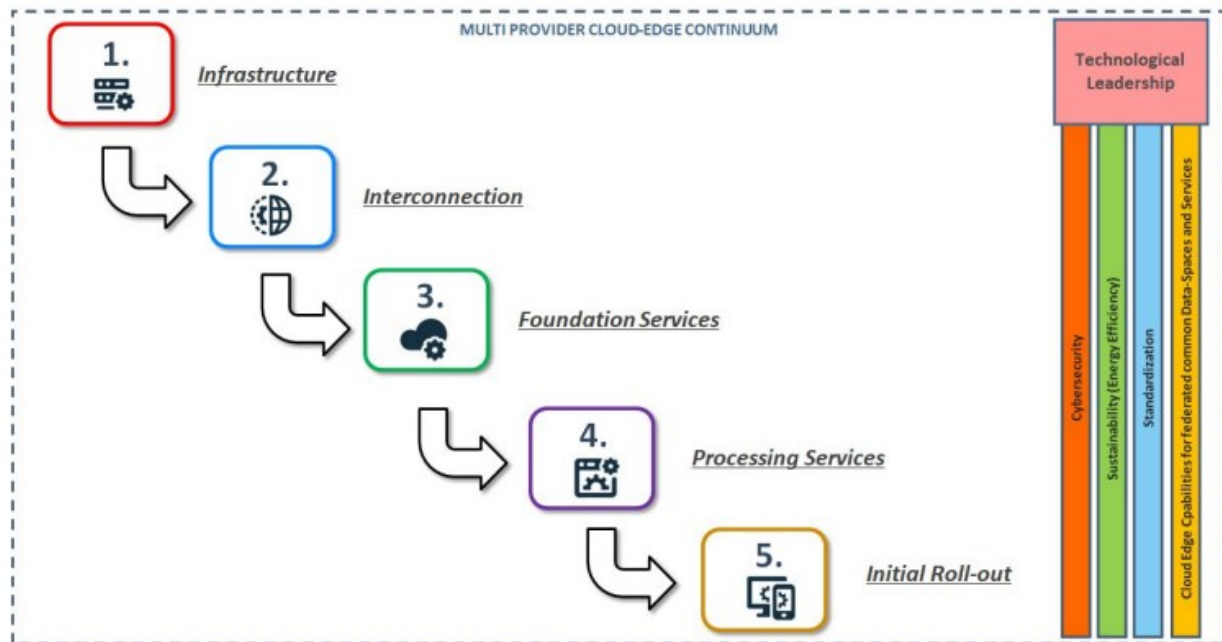 MULTI PROVIDER CLOUD-EDGE CONTINUUM
1.
Infrastructure
2.
Interconnection
3.
Foundation Services
4.
Processing Services
5.
Initial Roll-out
Technological
Leadership
Cybersecurity
Sustainability (Energy Efficiency)
Standardization
Cloud Edge Cpabilities for federated common Data-Spaces and Services